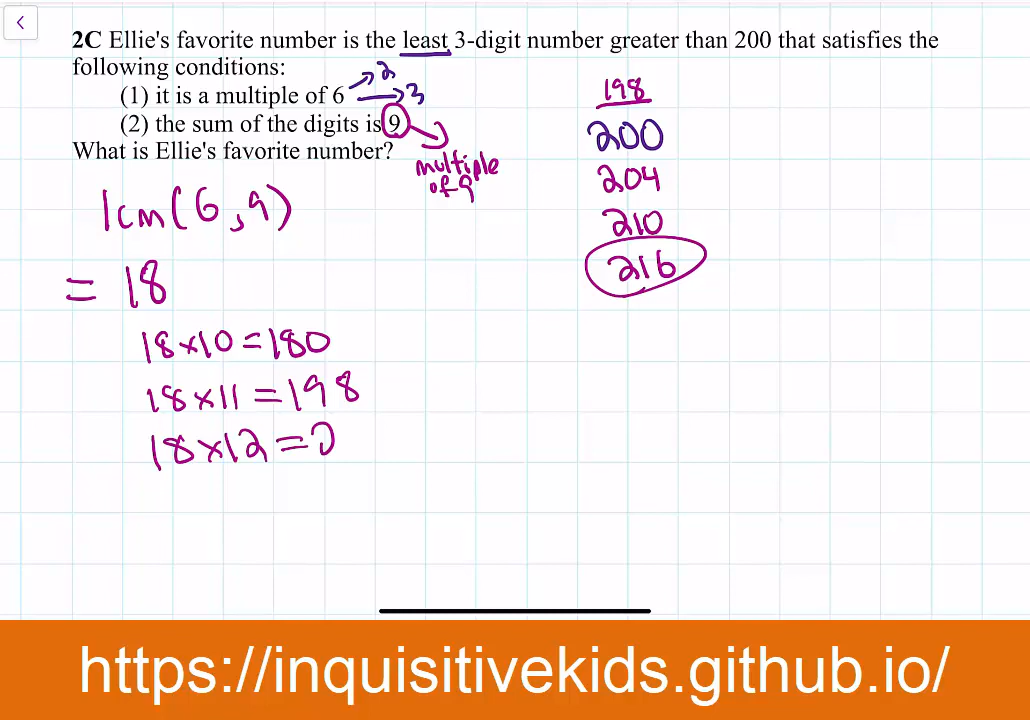 2C Ellie's favorite number is the least 3-digit number greater than 200 that satisfies the
following conditions:
(1) it is a multiple of 6
→2
→3
(2) the sum of the digits is 9
What is Ellie's favorite number?
multiple
of 9
198
200
204
210
216
lcm(6,9)
= 18
18×10=180
18×11=198
18×12=2
https://inquisitivekids.github.io/